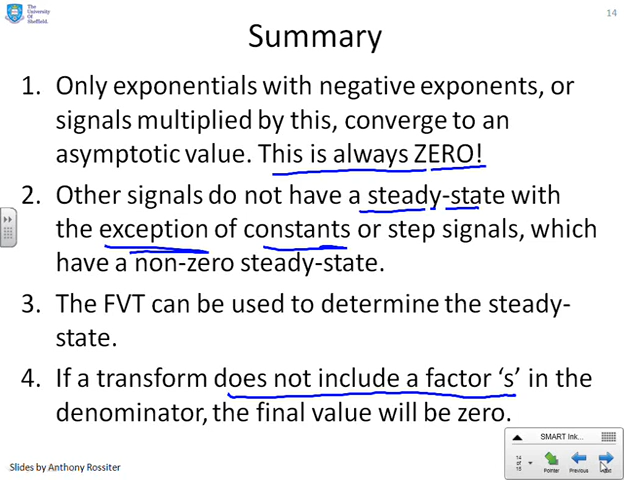 The
University
Of
Sheffield.
14
Summary
1. Only exponentials with negative exponents, or
signals multiplied by this, converge to an
asymptotic value. This is always ZERO!
2. Other signals do not have a steady-state with
the exception of constants or step signals, which
have a non-zero steady-state.
3. The FVT can be used to determine the steady-
state.
4. If a transform does not include a factor ‘s’ in the
denominator, the final value will be zero.
SMART Ink...
14
of
15
Pointer
Previous
Slides by Anthony Rossiter